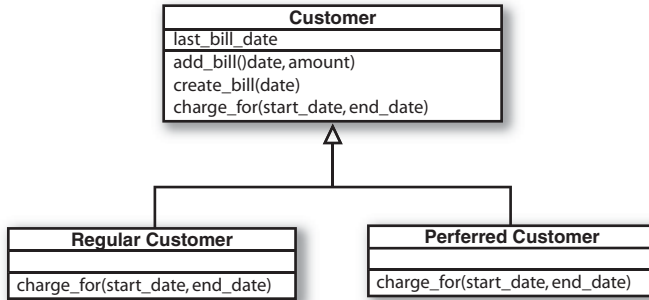 Customer
last_bill_date
add_bill()date, amount)
create_bill(date)
charge_for(start_date, end_date)
Regular Customer
charge_for(start_date, end_date)
Perferred Customer
charge_for(start_date, end_date)